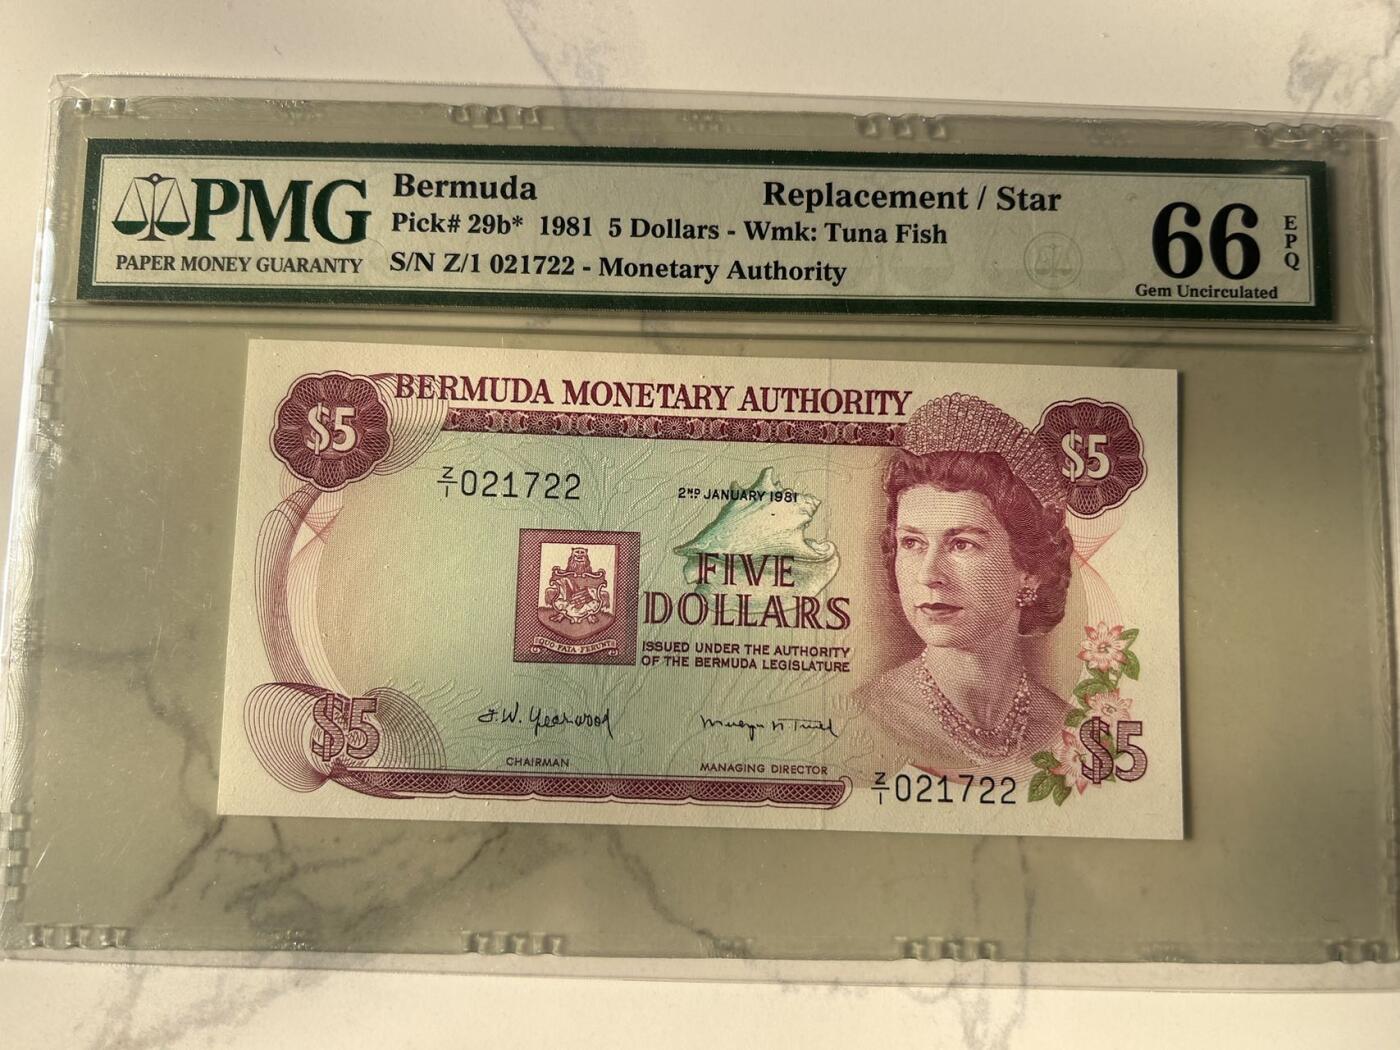 PMG
PAPER MONEY GUARANTY
Bermuda
Replacement / Star
Pick# 29b* 1981 5 Dollars - Wmk: Tuna Fish
S/N Z/1 021722 - Monetary Authority
66
EPQ
Gem Uncirculated
BERMUDA MONETARY AUTHORITY
$5
$5
Z/1 021722
2ND JANUARY 1981
FIVE
DOLLARS
QUO FATA FERUNT
ISSUED UNDER THE AUTHORITY
OF THE BERMUDA LEGISLATURE
$5
$5
CHAIRMAN
MANAGING DIRECTOR
Z/1 021722